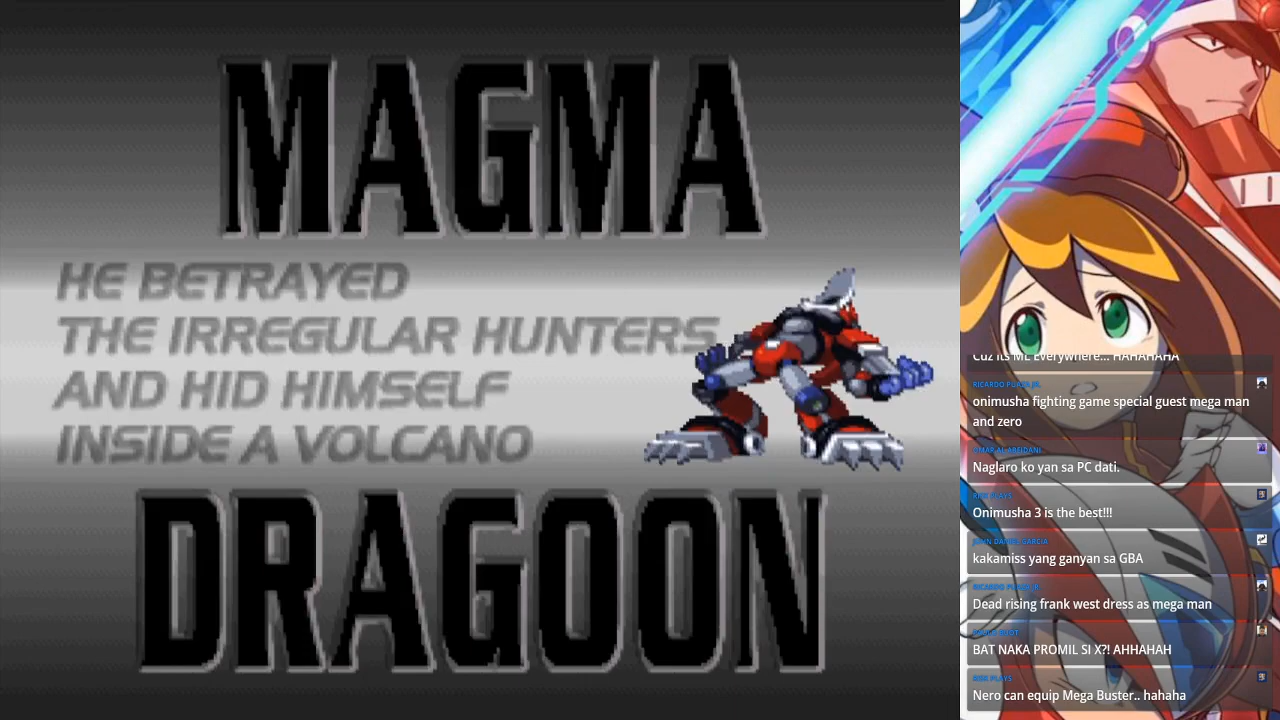 MAGMA
HE BETRAYED
THE IRREGULAR HUNTERS
AND HID HIMSELF
INSIDE A VOLCANO
DRAGOON
Cuz its ML Everywhere... HAHAHAHA
onimusha fighting game special guest mega man
and zero
Naglaro ko yan sa PC dati.
Onimusha 3 is the best!!!
kakamiss yang ganyan sa GBA
Dead rising frank west dress as mega man
BAT NAKA PROMIL SI X?! AHHAHAH
Nero can equip Mega Buster.. hahaha